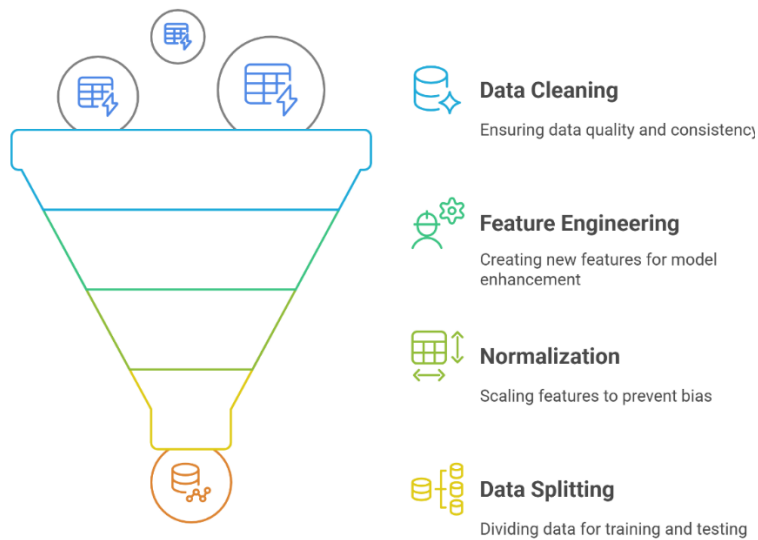 Data Cleaning
Ensuring data quality and consistency
Feature Engineering
Creating new features for model
enhancement
Normalization
Scaling features to prevent bias
Data Splitting
Dividing data for training and testing